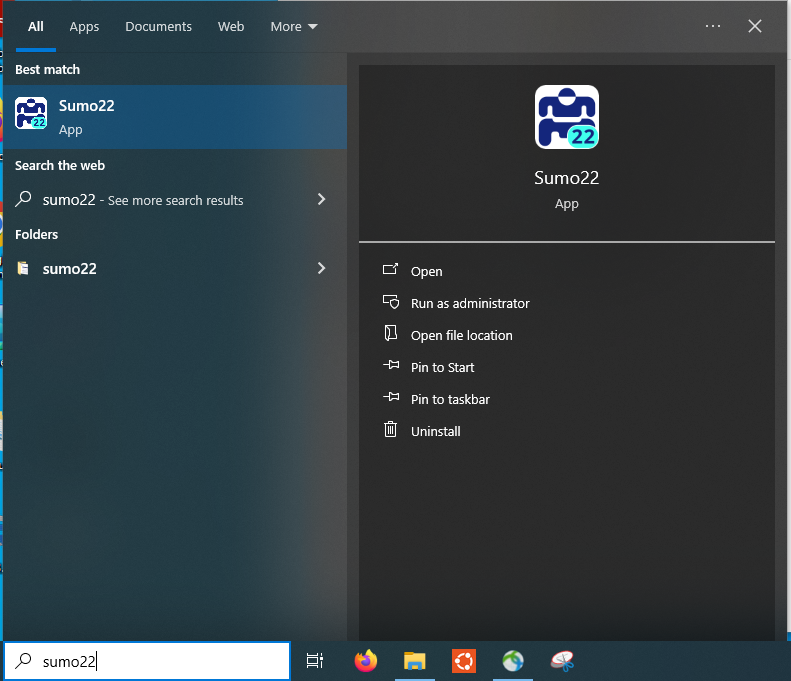 All
Apps
Documents
Web
More
Best match
Sumo22
App
22
Search the web
sumo22 - See more search results
Folders
sumo22
22
Sumo22
App
Open
Run as administrator
Open file location
Pin to Start
Pin to taskbar
Uninstall
sumo22